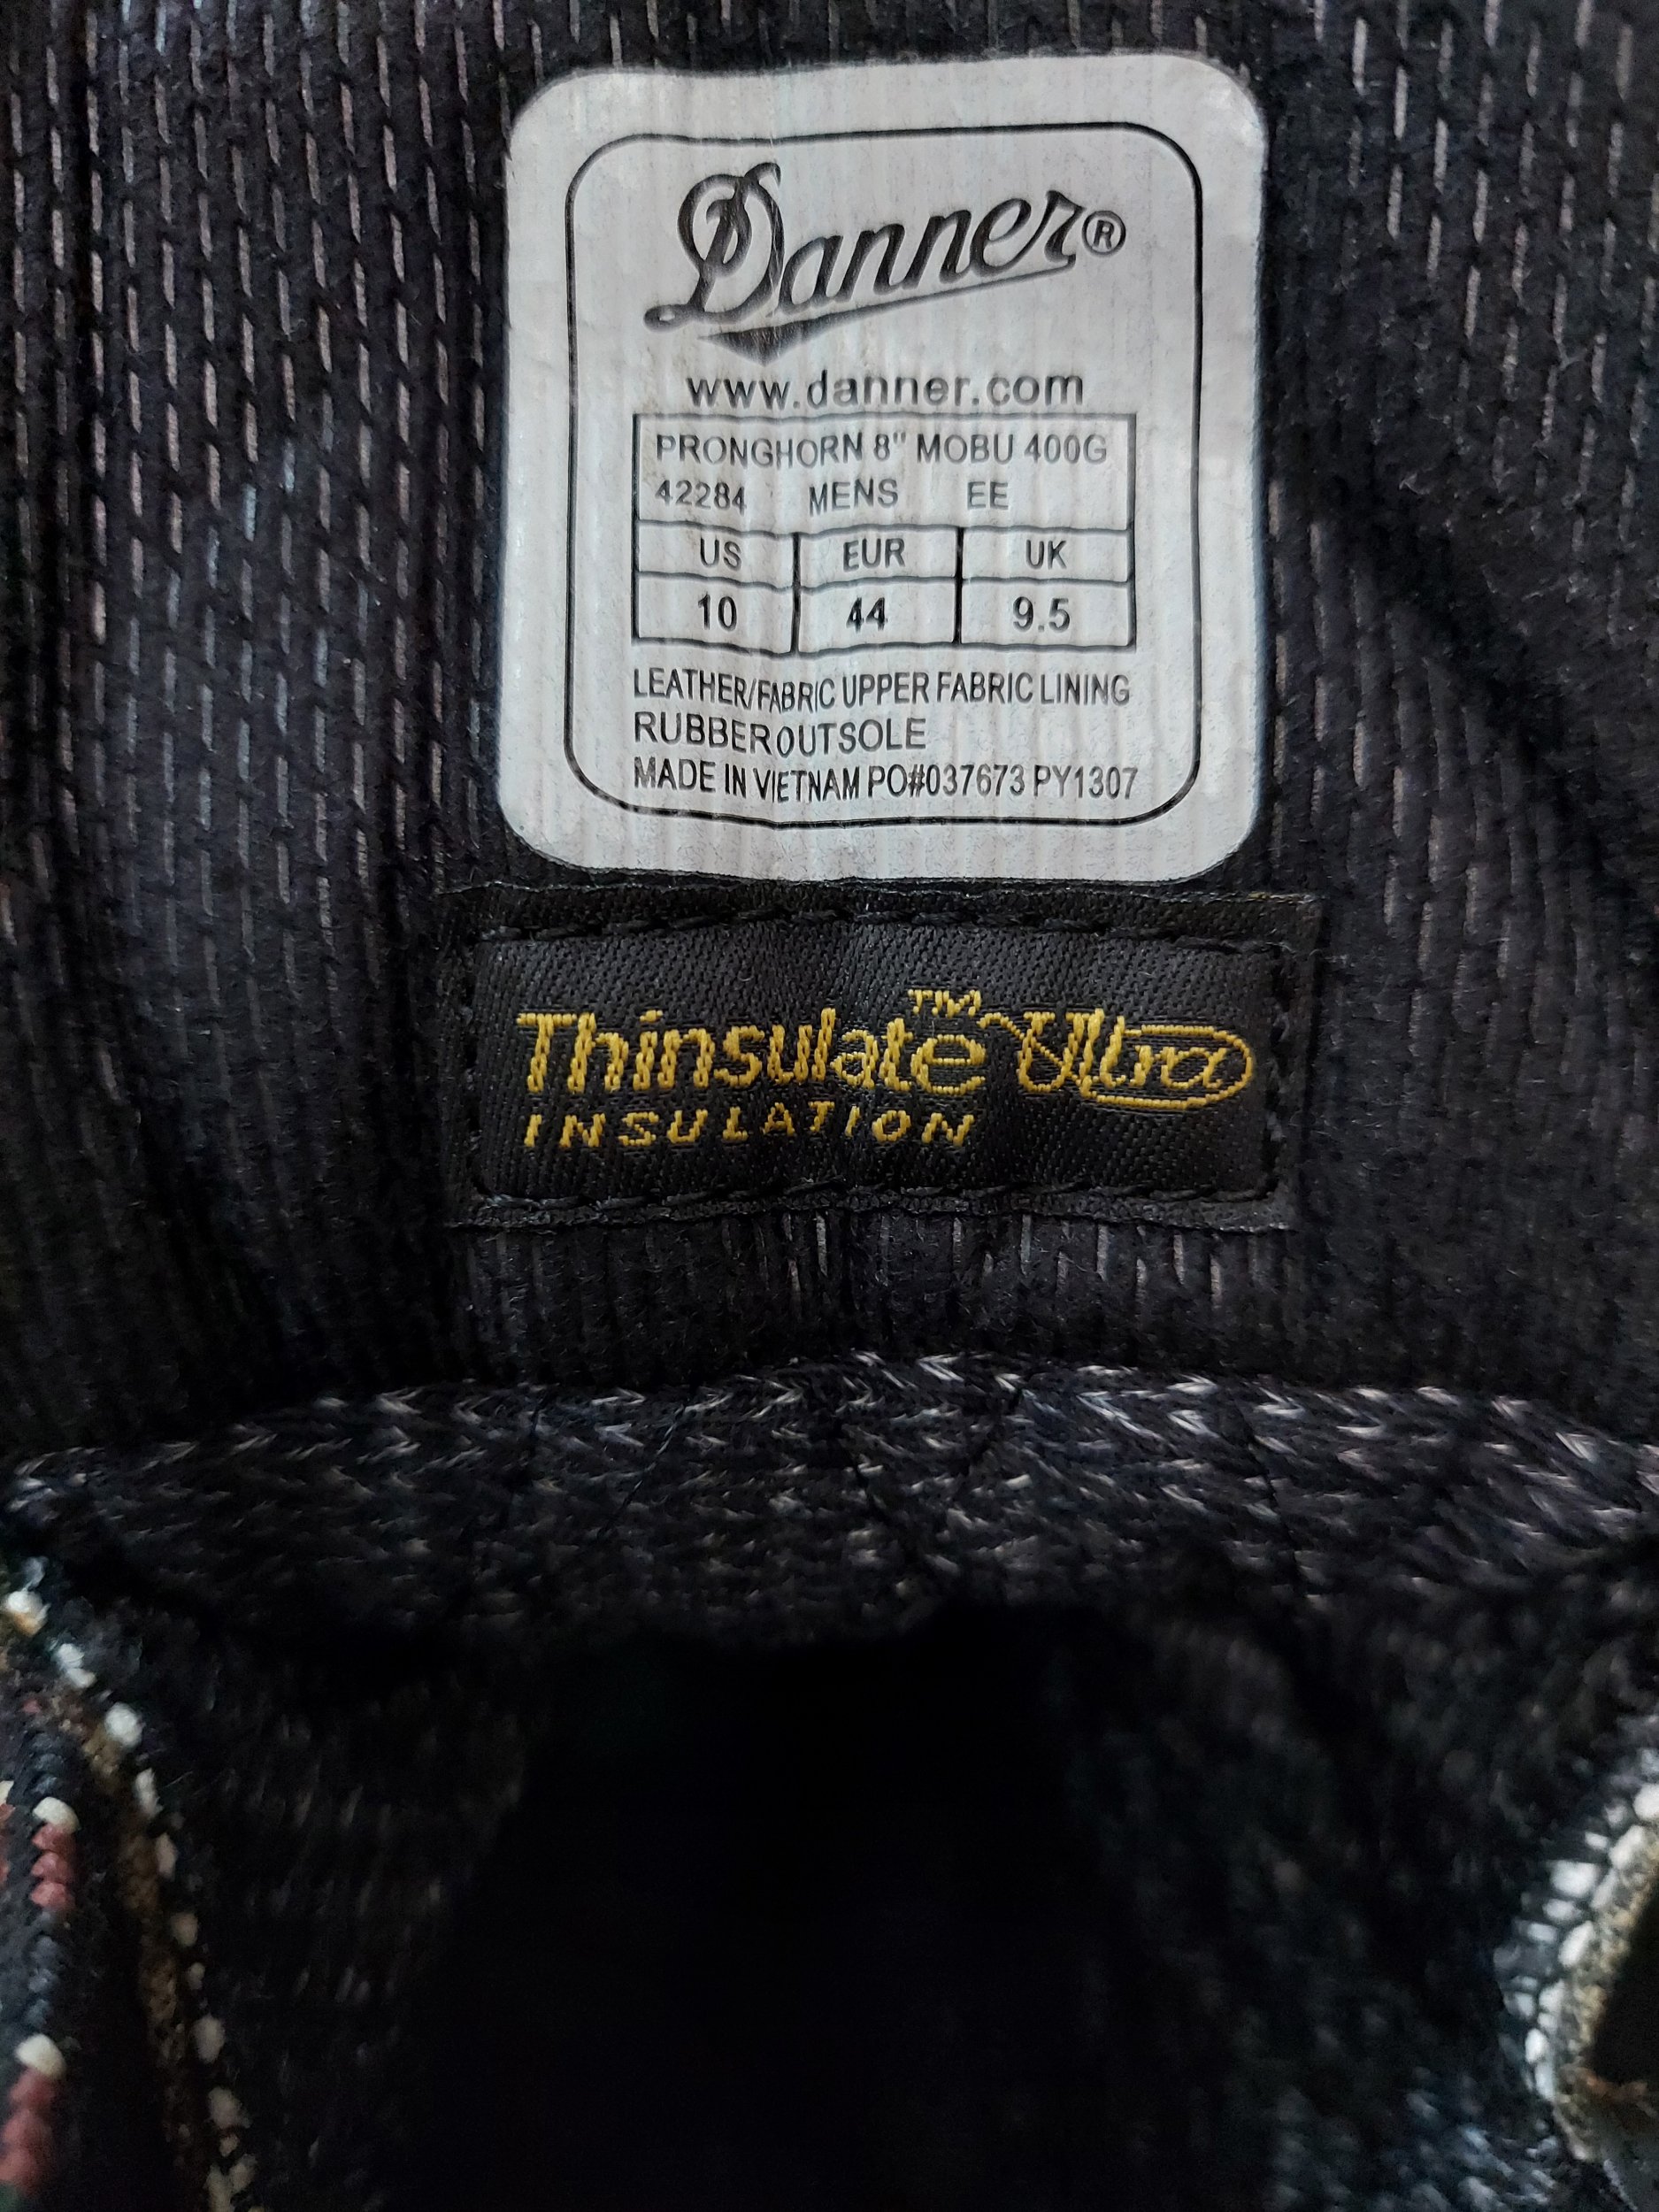 Danner®
www.danner.com
PRONGHORN 8" MOBU 400G
42284 MENS EE
US EUR UK
10 44 9.5
LEATHER/FABRIC UPPER FABRIC LINING
RUBBER OUTSOLE
MADE IN VIETNAM PO#037673 PY1307
Thinsulate™ Ultra
INSULATION